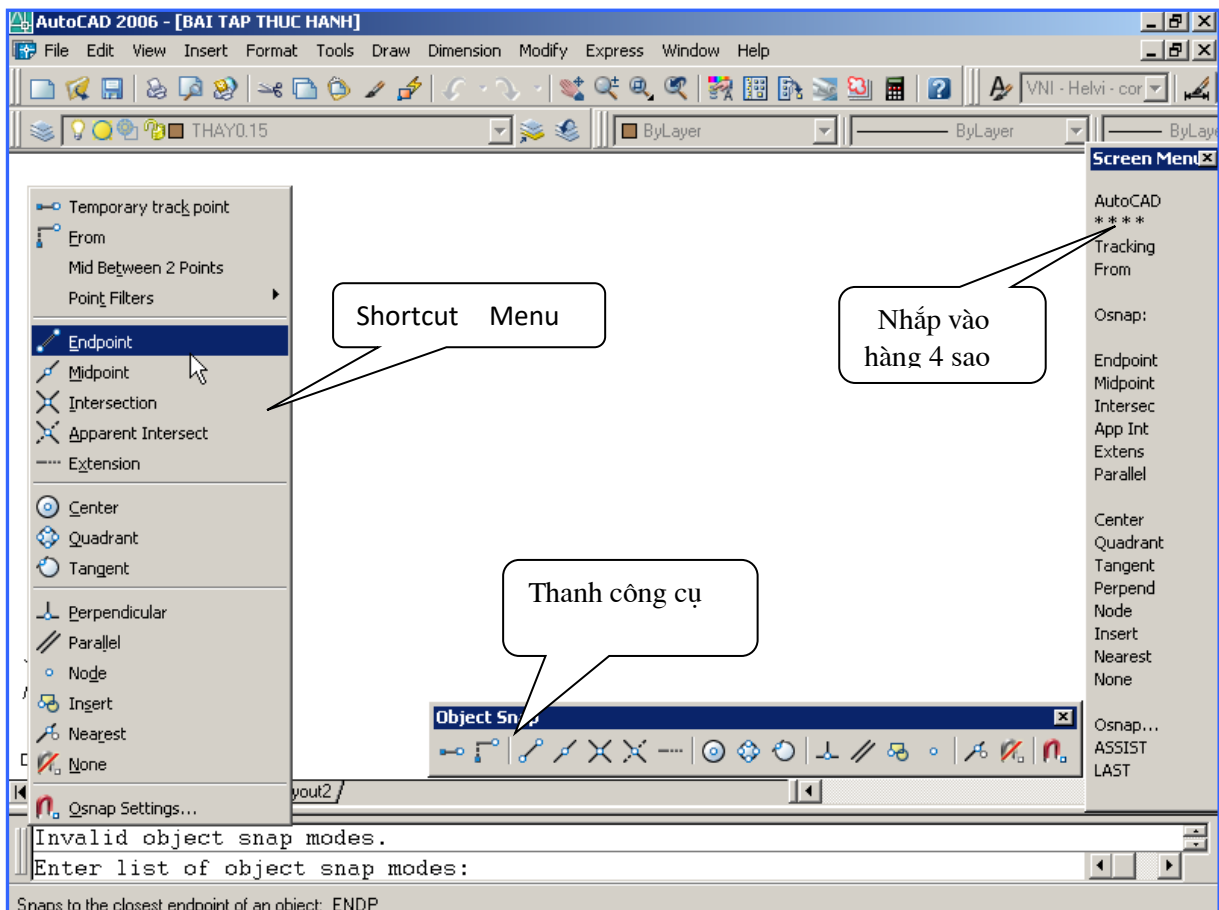 AutoCAD 2006 - [BAI TAP THUC HANH]
File Edit View Insert Format Tools Draw Dimension Modify Express Window Help
VNI - Helvi - cor
THAY0.15
ByLayer
ByLayer
ByLaye
Temporary track point
From
Mid Between 2 Points
Point Filters
Endpoint
Midpoint
Intersection
Apparent Intersect
Extension
Center
Quadrant
Tangent
Perpendicular
Parallel
Node
Insert
Nearest
None
Osnap Settings...
Shortcut Menu
Nhắp vào
hàng 4 sao
Thanh công cụ
Object Snap
Screen Menu
AutoCAD
* * * *
Tracking
From
Osnap:
Endpoint
Midpoint
Intersec
App Int
Extens
Parallel
Center
Quadrant
Tangent
Perpend
Node
Insert
Nearest
None
Osnap...
ASSIST
LAST
yout2
Invalid object snap modes.
Enter list of object snap modes:
Snaps to the closest endpoint of an object: ENDP